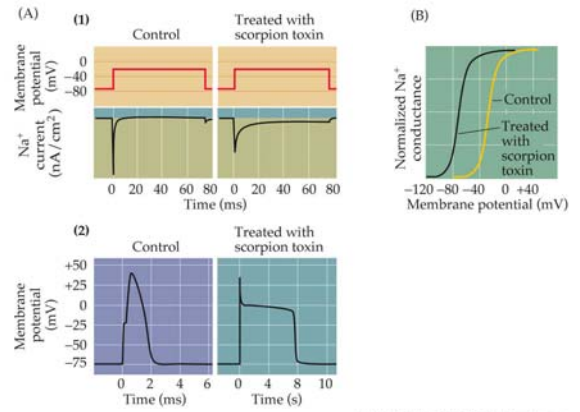 (A)
(1)
Control
Treated with
scorpion toxin
Membrane
potential
(mV)
0
−40
−80
Na⁺
current
(nA/cm²)
0 20 40 60 80 0 20 40 60 80
Time (ms)
(B)
Normalized Na⁺
conductance
Control
Treated
with
scorpion
toxin
−120 −80 −40 0 +40
Membrane potential (mV)
(2)
Control
Treated with
scorpion toxin
Membrane
potential
(mV)
+50
+25
0
−25
−50
−75
0 2 4 6
Time (ms)
0 2 4 6 8 10
Time (s)